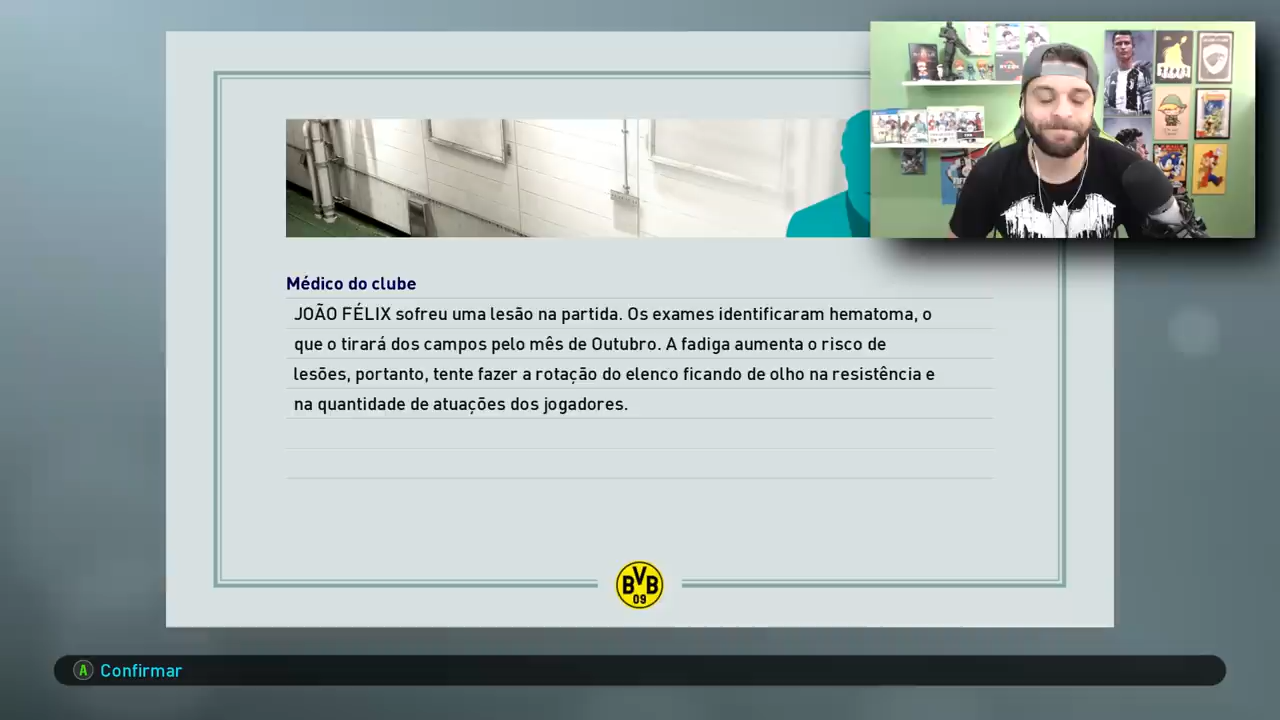 Médico do clube
JOÃO FÉLIX sofreu uma lesão na partida. Os exames identificaram hematoma, o
que o tirará dos campos pelo mês de Outubro. A fadiga aumenta o risco de
lesões, portanto, tente fazer a rotação do elenco ficando de olho na resistência e
na quantidade de atuações dos jogadores.
BVB
09
A Confirmar